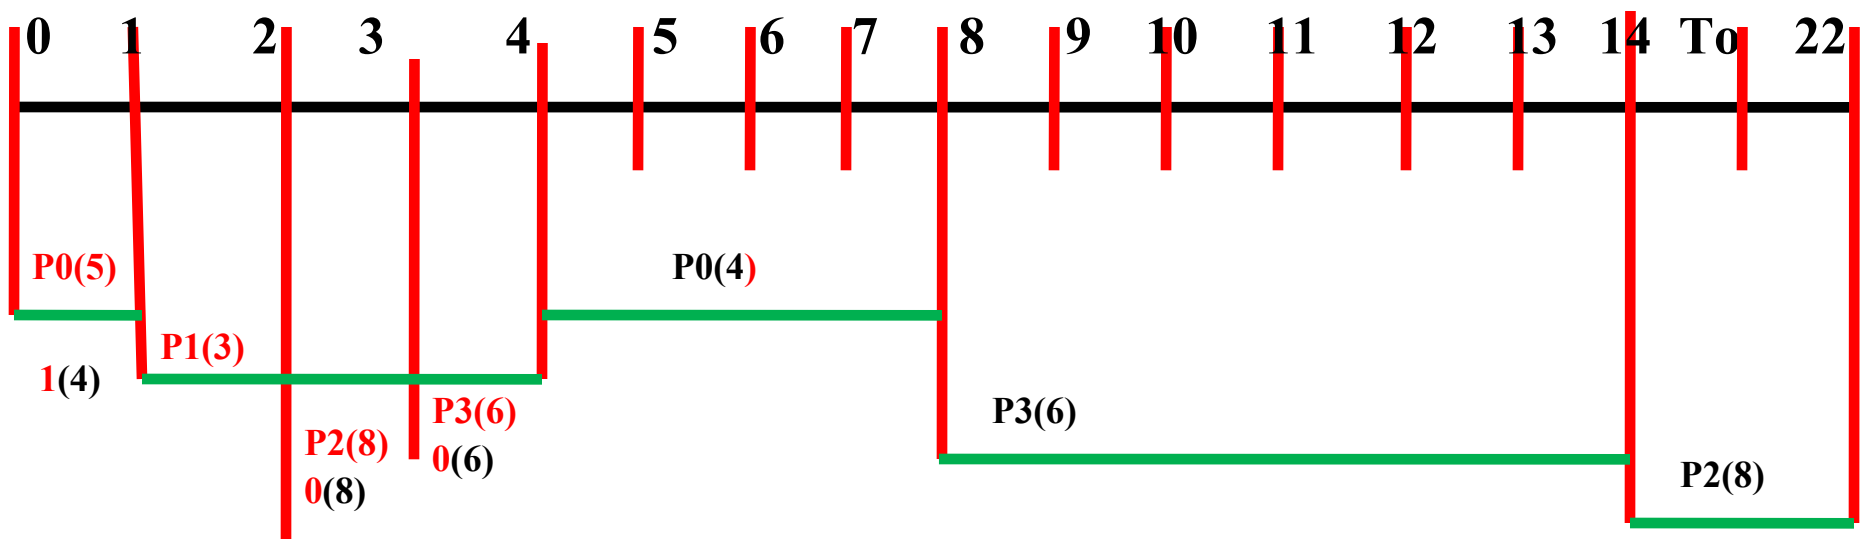 0 1 2 3 4 5 6 7 8 9 10 11 12 13 14 To 22
P0(5)
P0(4)
P1(3)
1(4)
P3(6)
P3(6)
P2(8)
0(6)
P2(8)
0(8)